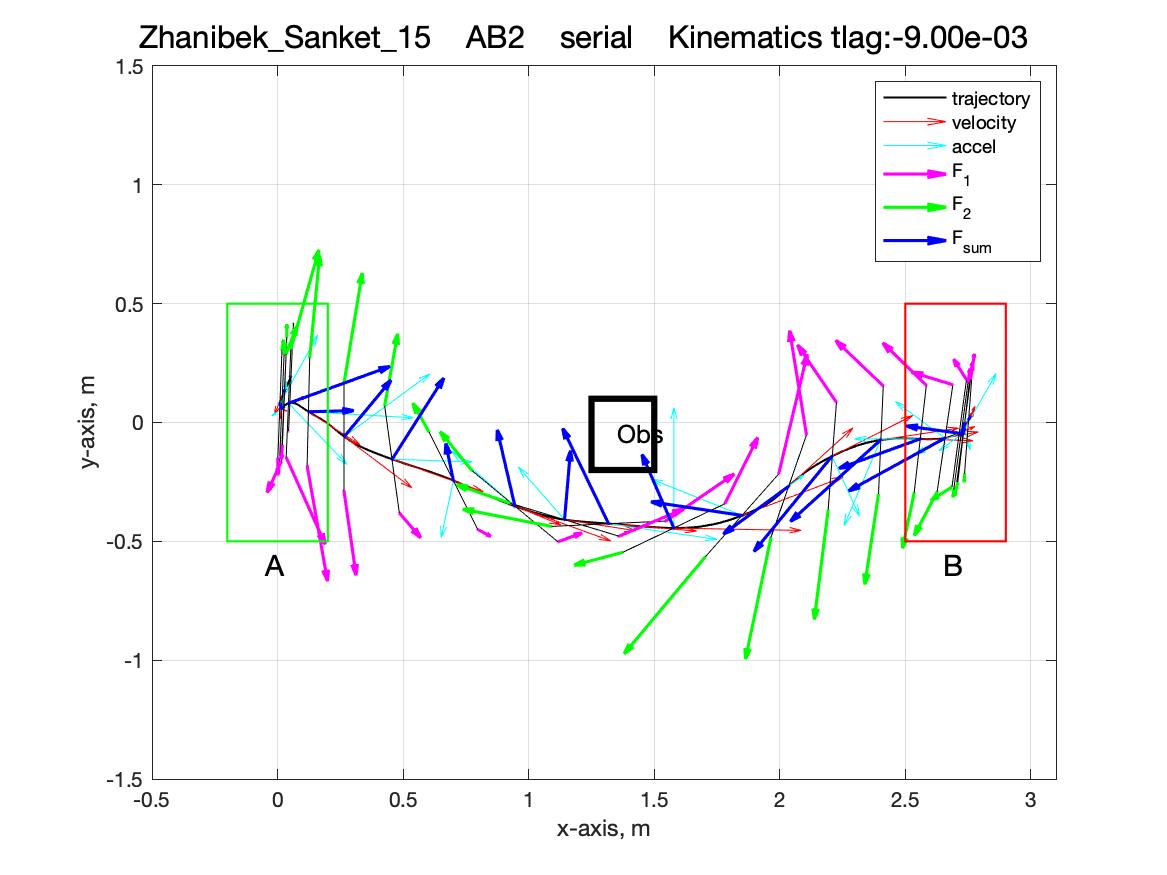 Zhanibek_Sanket_15 AB2 serial Kinematics tlag:-9.00e-03
1.5
1
0.5
0
-0.5
-1
-1.5
y-axis, m
trajectory
velocity
accel
F1
F2
Fsum
Obs
A
B
-0.5 0 0.5 1 1.5 2 2.5 3
x-axis, m